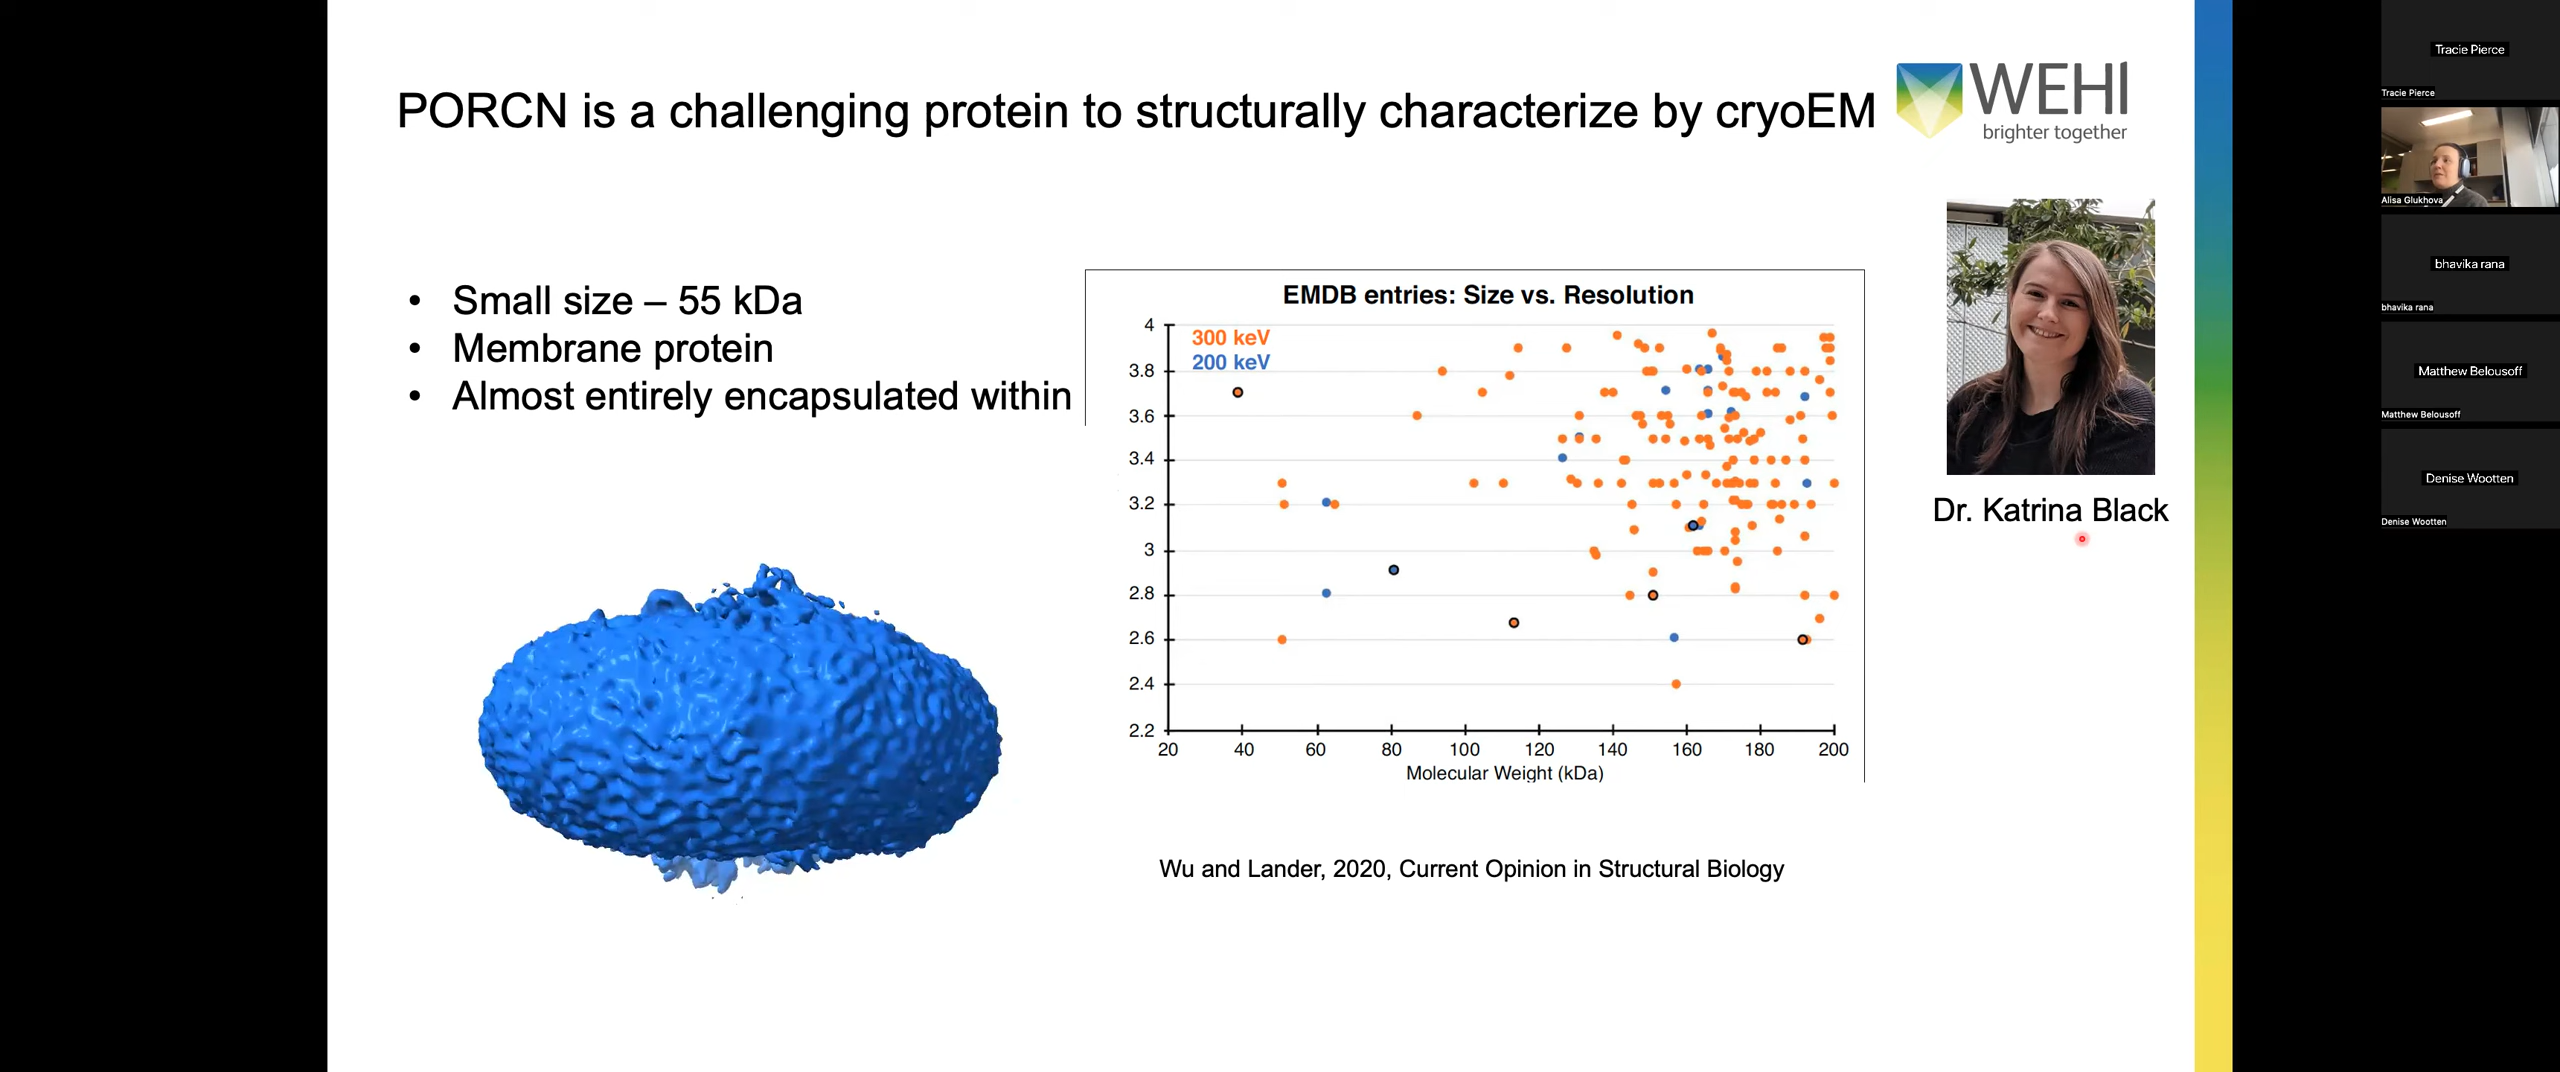 PORCN is a challenging protein to structurally characterize by cryoEM
WEHI
brighter together
• Small size – 55 kDa
• Membrane protein
• Almost entirely encapsulated within
EMDB entries: Size vs. Resolution
300 keV
200 keV
4
3.8
3.6
3.4
3.2
3
2.8
2.6
2.4
2.2
20 40 60 80 100 120 140 160 180 200
Molecular Weight (kDa)
Wu and Lander, 2020, Current Opinion in Structural Biology
Dr. Katrina Black
Tracie Pierce
Tracie Pierce
Alisa Glukhova
bhavika rana
bhavika rana
Matthew Belousoff
Matthew Belousoff
Denise Wootten
Denise Wootten